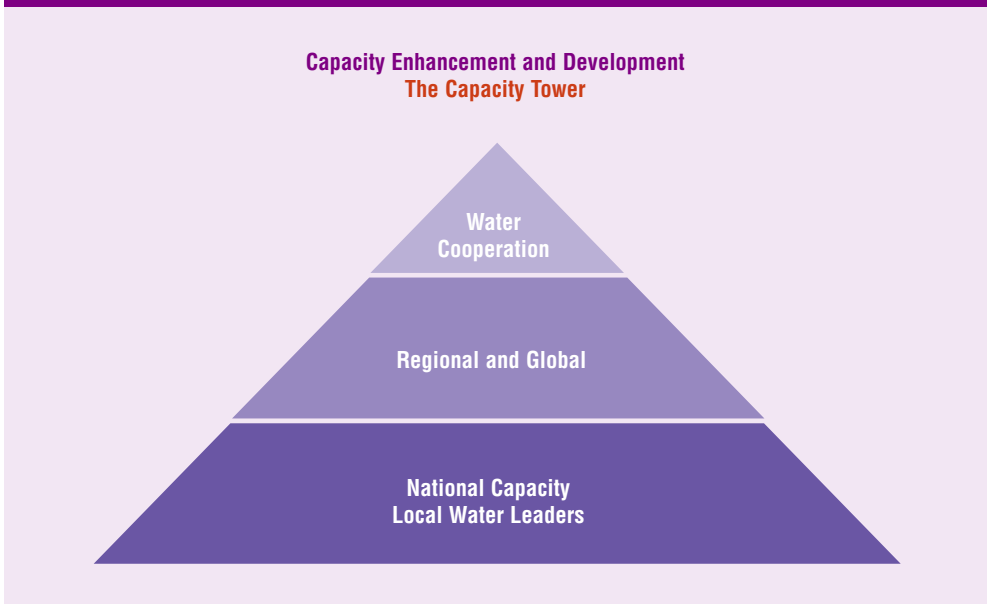 Capacity Enhancement and Development
The Capacity Tower
Water
Cooperation
Regional and Global
National Capacity
Local Water Leaders